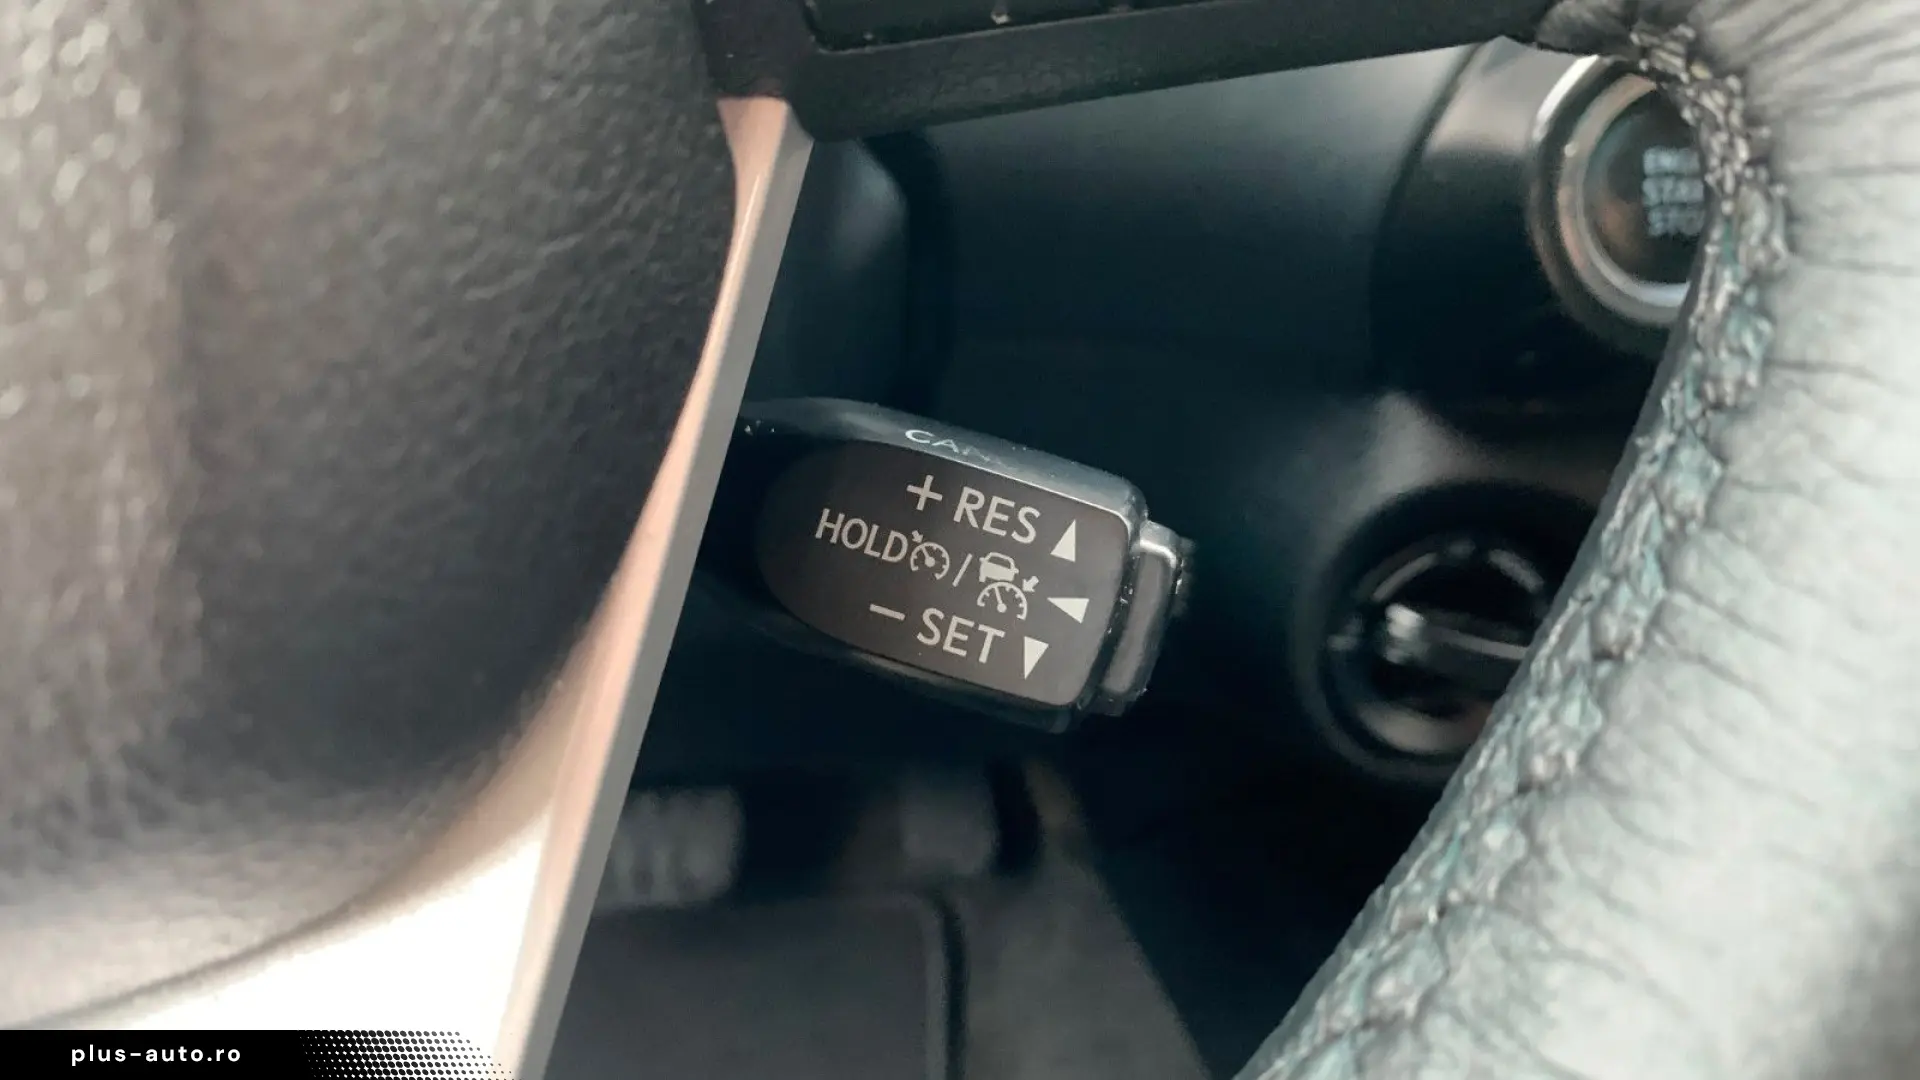 + RES ▲
HOLD / ◀
− SET ▼
plus-auto.ro